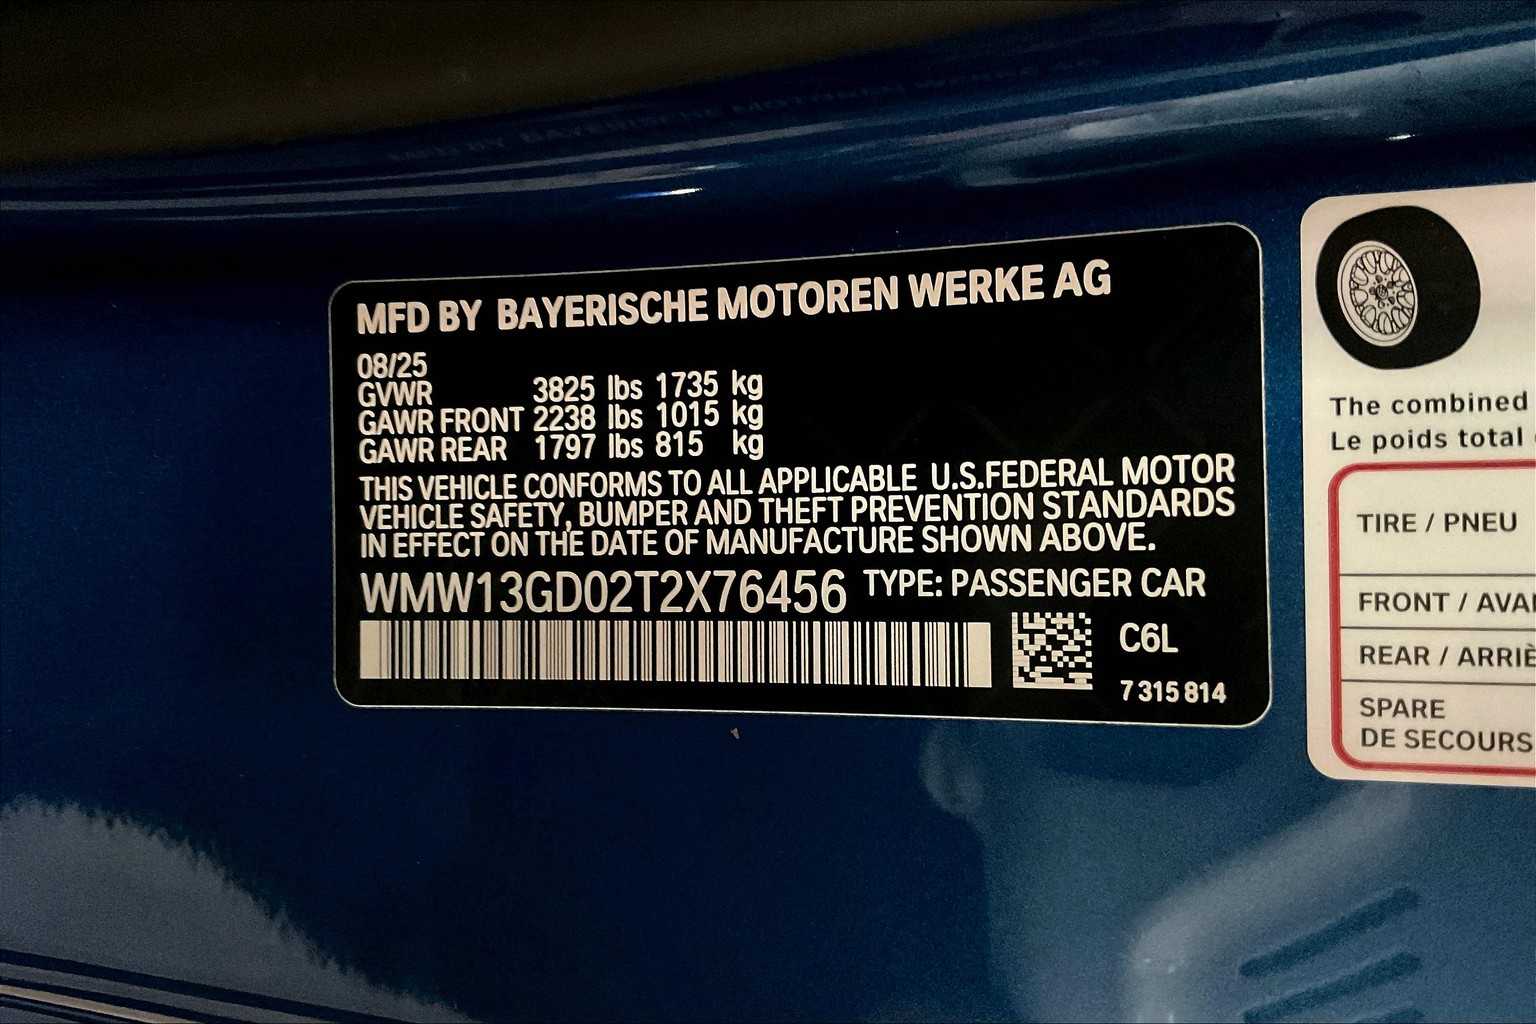 MFD BY BAYERISCHE MOTOREN WERKE AG
08/25
GVWR 3825 lbs 1735 kg
GAWR FRONT 2238 lbs 1015 kg
GAWR REAR 1797 lbs 815 kg
THIS VEHICLE CONFORMS TO ALL APPLICABLE U.S.FEDERAL MOTOR
VEHICLE SAFETY, BUMPER AND THEFT PREVENTION STANDARDS
IN EFFECT ON THE DATE OF MANUFACTURE SHOWN ABOVE.
WMW13GD02T2X76456 TYPE: PASSENGER CAR
C6L
7 315 814
The combined
Le poids total
TIRE / PNEU
FRONT /
REAR /
SPARE
DE SECOURS